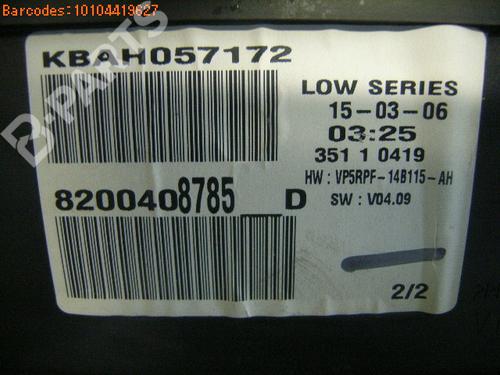 Barcodes:10104419627
B-PARTS
KBAH057172
LOW SERIES
15-03-06
03:25
351 1 0419
HW : VP5RPF-14B115-AH
8200408785__D
SW : V04.09
2/2